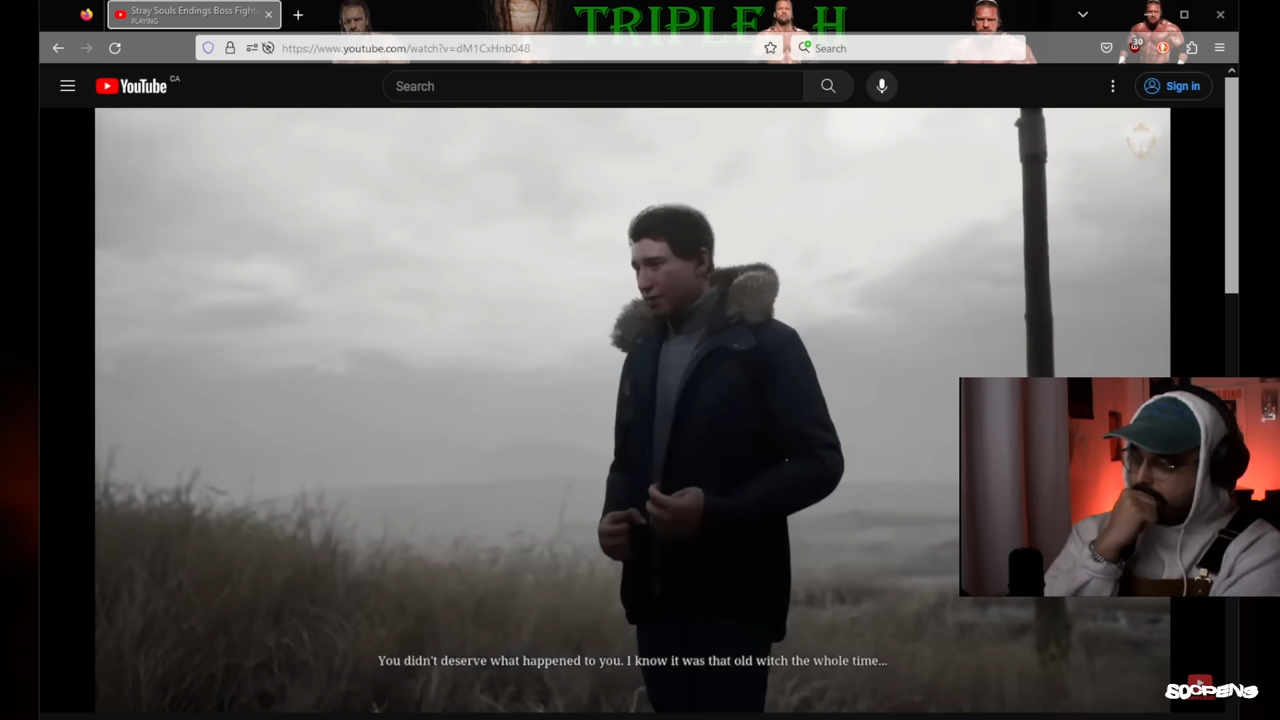 TRIPLE H
Stray Souls Endings Boss Fight
PLAYING
https://www.youtube.com/watch?v=dM1CxHnb048
Search
30
YouTube CA
Search
Sign in
You didn't deserve what happened to you. I know it was that old witch the whole time...